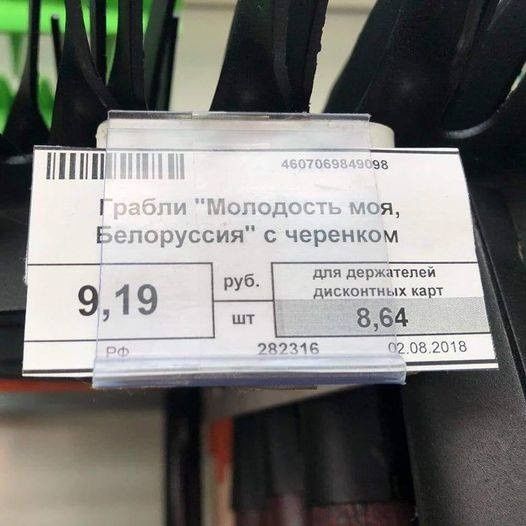 4607069849098
Грабли "Молодость моя,
Белоруссия" с черенком
9,19
руб.
шт
для держателей
дисконтных карт
8,64
РФ
282316
02.08.2018